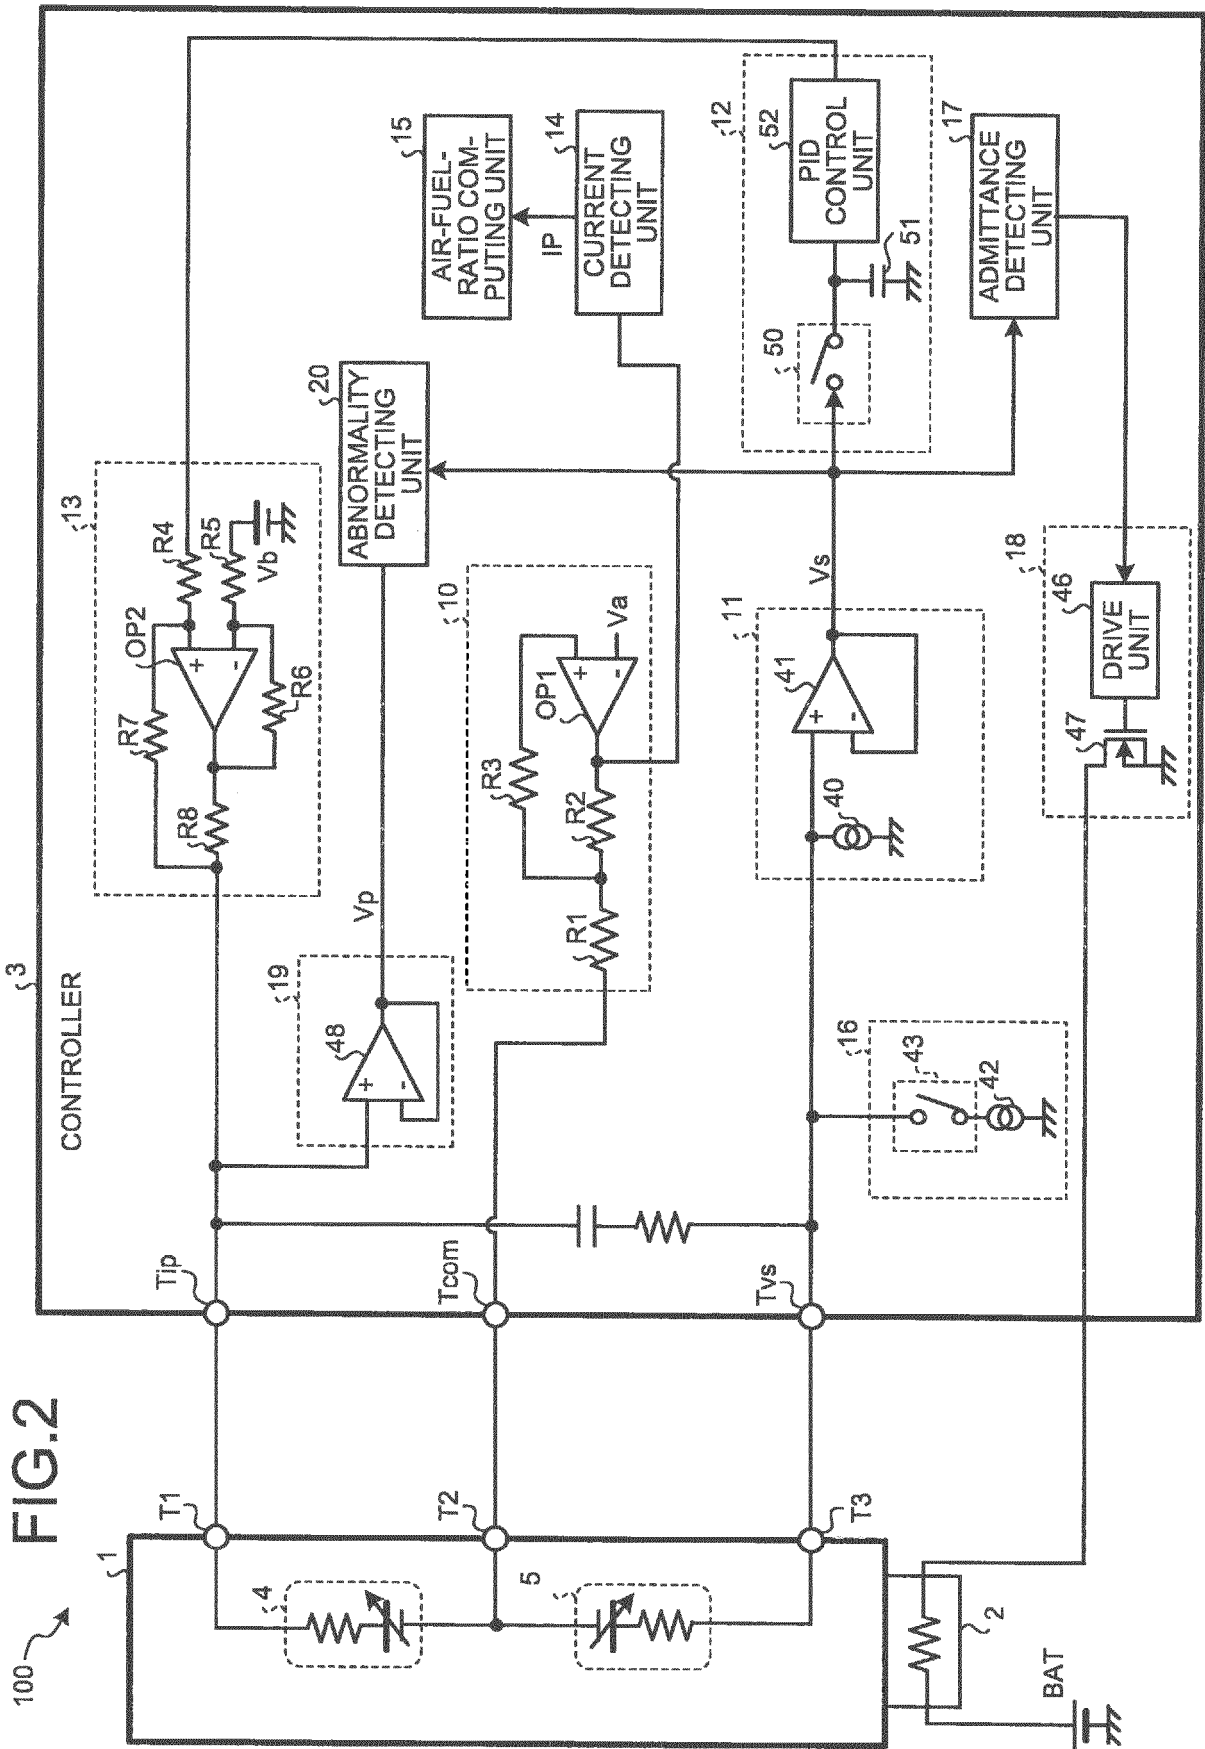 FIG.2
100
1
3
CONTROLLER
T1
T2
T3
4
5
2
BAT
Tip
Tcom
Tvs
13
OP2
R4
R5
R6
R7
R8
Vb
+
-
19
48
+
-
Vp
20
ABNORMALITY
DETECTING
UNIT
15
AIR-FUEL-
RATIO COM-
PUTING UNIT
IP
14
CURRENT
DETECTING
UNIT
10
OP1
R1
R2
R3
Va
+
-
11
41
40
+
-
Vs
12
50
51
52
PID
CONTROL
UNIT
17
ADMITTANCE
DETECTING
UNIT
16
43
42
18
46
DRIVE
UNIT
47